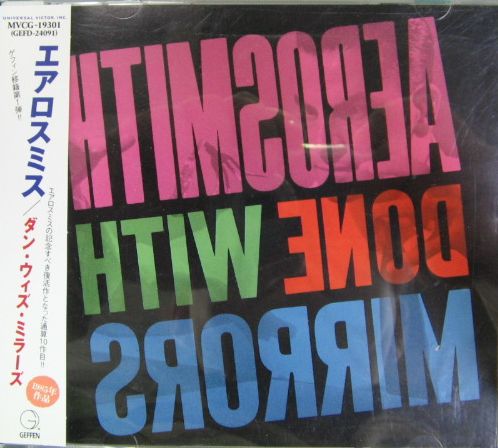 UNIVERSAL VICTOR, INC.
MVCG-19301
(GEFD-24091)
ゲフィン移籍第1弾!!
エアロスミス/ダン・ウィズ・ミラーズ
エアロスミスの記念すべき復活作となった通算10作目!!
1985年
作品
GEFFEN
AEROSMITH
DONE WITH
MIRRORS